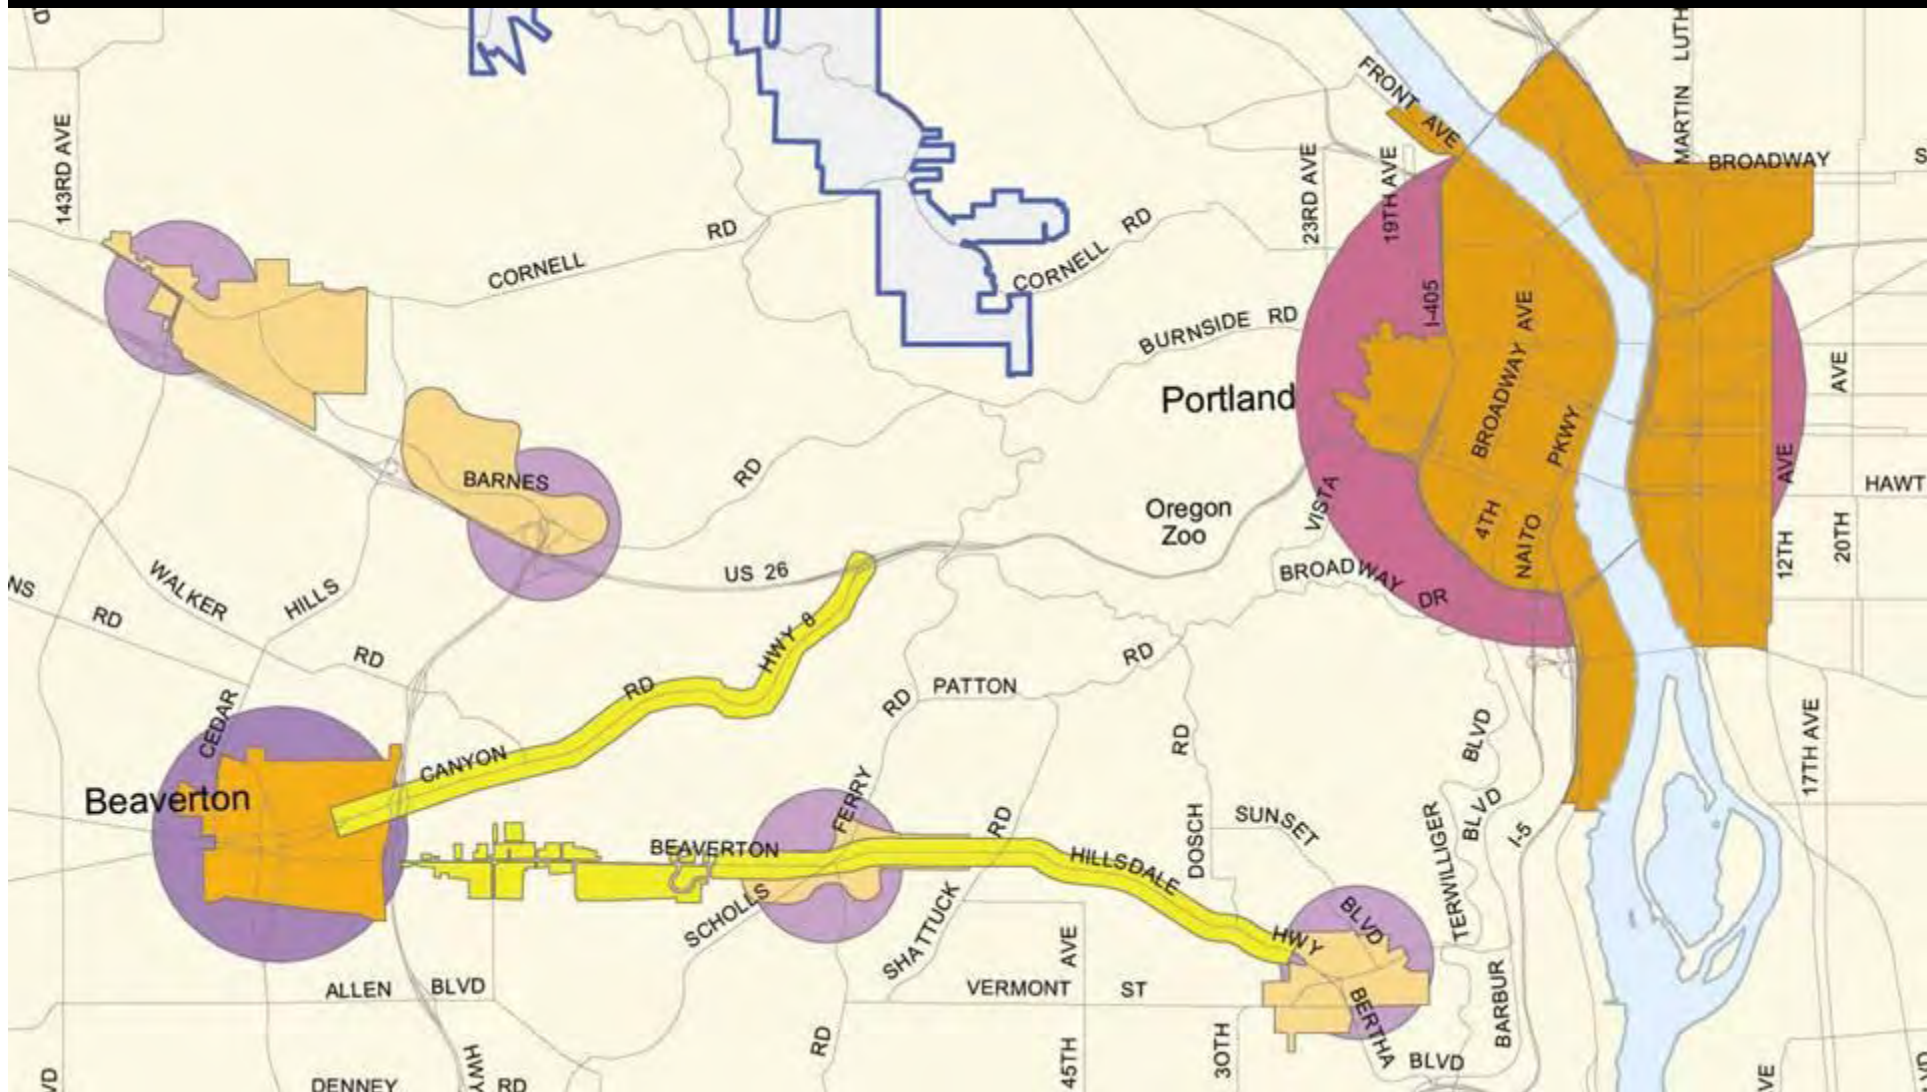 MARTIN LUTH
FRONT AVE
143RD AVE
BROADWAY
S
23RD AVE
19TH AVE
CORNELL RD
CORNELL RD
I-405
BURNSIDE RD
BROADWAY AVE
AVE
Portland
PKWY
BARNES
RD
AVE
HAWT
VISTA
Oregon
Zoo
4TH
NAITO
12TH
20TH
US 26
BROADWAY DR
WALKER
HILLS
NS
RD
HWY 8
RD
RD
RD
PATTON
RD
CEDAR
RD
BLVD
17TH AVE
CANYON
Beaverton
FERRY
BLVD
TERWILLIGER
SUNSET
I-5
RD
DOSCH
BEAVERTON
HILLSDALE
SCHOLLS
SHATTUCK
BLVD
HWY
AVE
ALLEN BLVD
VERMONT ST
BARBUR
BERTHA
RD
45TH
30TH
BLVD
HWY
VD
DENNEY RD
VE